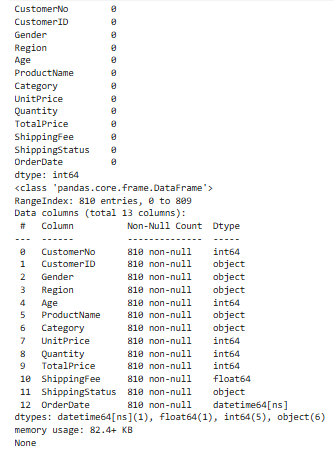 CustomerNo 0
CustomerID 0
Gender 0
Region 0
Age 0
ProductName 0
Category 0
UnitPrice 0
Quantity 0
TotalPrice 0
ShippingFee 0
ShippingStatus 0
OrderDate 0
dtype: int64
<class 'pandas.core.frame.DataFrame'>
RangeIndex: 810 entries, 0 to 809
Data columns (total 13 columns):
# Column Non-Null Count Dtype
--- ------ -------------- -----
0 CustomerNo 810 non-null int64
1 CustomerID 810 non-null object
2 Gender 810 non-null object
3 Region 810 non-null object
4 Age 810 non-null int64
5 ProductName 810 non-null object
6 Category 810 non-null object
7 UnitPrice 810 non-null int64
8 Quantity 810 non-null int64
9 TotalPrice 810 non-null int64
10 ShippingFee 810 non-null float64
11 ShippingStatus 810 non-null object
12 OrderDate 810 non-null datetime64[ns]
dtypes: datetime64[ns](1), float64(1), int64(5), object(6)
memory usage: 82.4+ KB
None